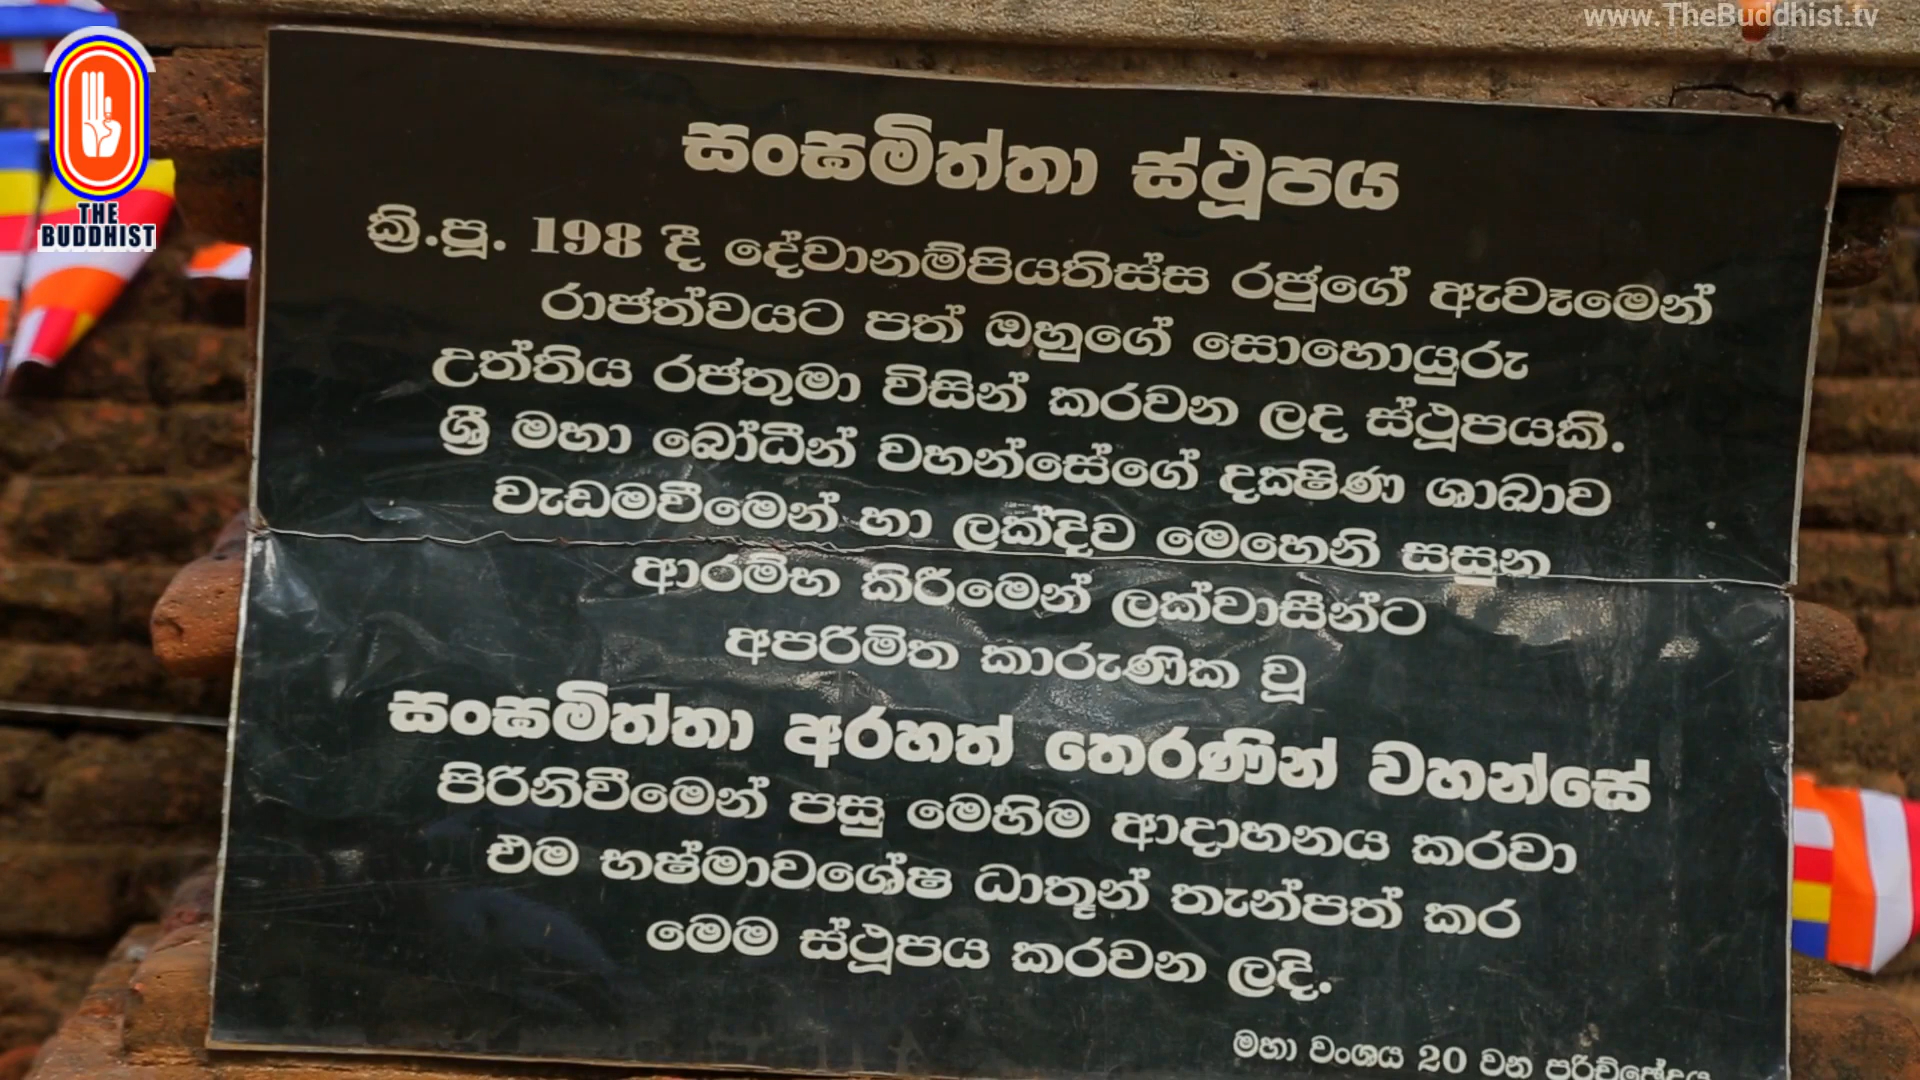 www.TheBuddhist.tv
THE
BUDDHIST
සංඝමිත්තා ස්ථූපය
ක්‍රි.පූ. 198 දී දේවානම්පියතිස්ස රජුගේ ඇවෑමෙන්
රාජත්වයට පත් ඔහුගේ සොහොයුරු
උත්තිය රජතුමා විසින් කරවන ලද ස්ථූපයකි.
ශ්‍රී මහා බෝධීන් වහන්සේගේ දක්‍ෂිණ ශාඛාව
වැඩමවීමෙන් හා ලක්දිව මෙහෙනි සසුන
ආරම්භ කිරීමෙන් ලක්වාසීන්ට
අපරිමිත කාරුණික වූ
සංඝමිත්තා අරහත් තෙරණින් වහන්සේ
පිරිනිවීමෙන් පසු මෙහිම ආදාහනය කරවා
එම භෂ්මාවශේෂ ධාතූන් තැන්පත් කර
මෙම ස්ථූපය කරවන ලදි.
මහා වංශය 20 වන පරිච්ඡේදය